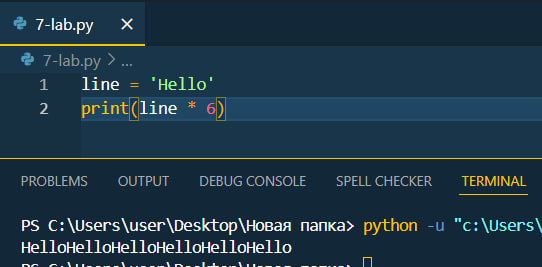 7-lab.py ×
7-lab.py > ...
1 line = 'Hello'
2 print(line * 6)
PROBLEMS OUTPUT DEBUG CONSOLE SPELL CHECKER TERMINAL
PS C:\Users\user\Desktop\Новая папка> python -u "c:\Users\
HelloHelloHelloHelloHelloHello
PS C:\Users\user\Desktop\Новая папка>